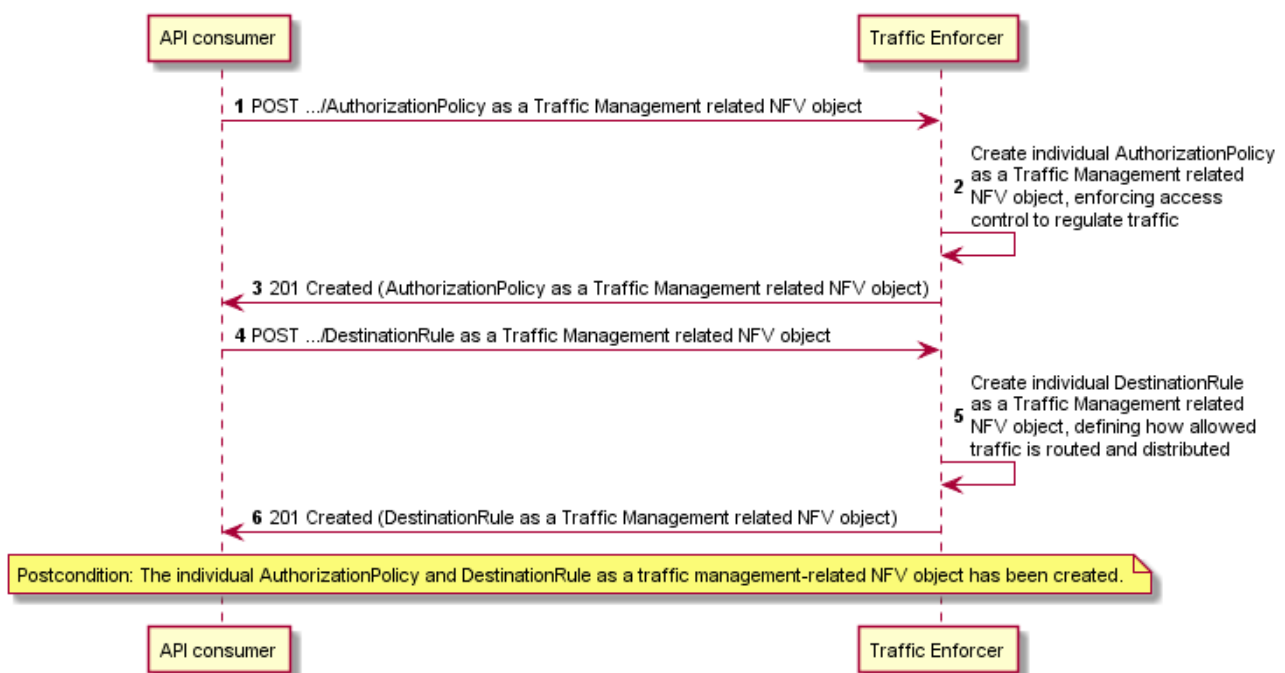 API consumer
Traffic Enforcer
1 POST .../AuthorizationPolicy as a Traffic Management related NFV object
Create individual AuthorizationPolicy
as a Traffic Management related
2 NFV object, enforcing access
control to regulate traffic
3 201 Created (AuthorizationPolicy as a Traffic Management related NFV object)
4 POST .../DestinationRule as a Traffic Management related NFV object
Create individual DestinationRule
as a Traffic Management related
5 NFV object, defining how allowed
traffic is routed and distributed
6 201 Created (DestinationRule as a Traffic Management related NFV object)
Postcondition: The individual AuthorizationPolicy and DestinationRule as a traffic management-related NFV object has been created.
API consumer
Traffic Enforcer